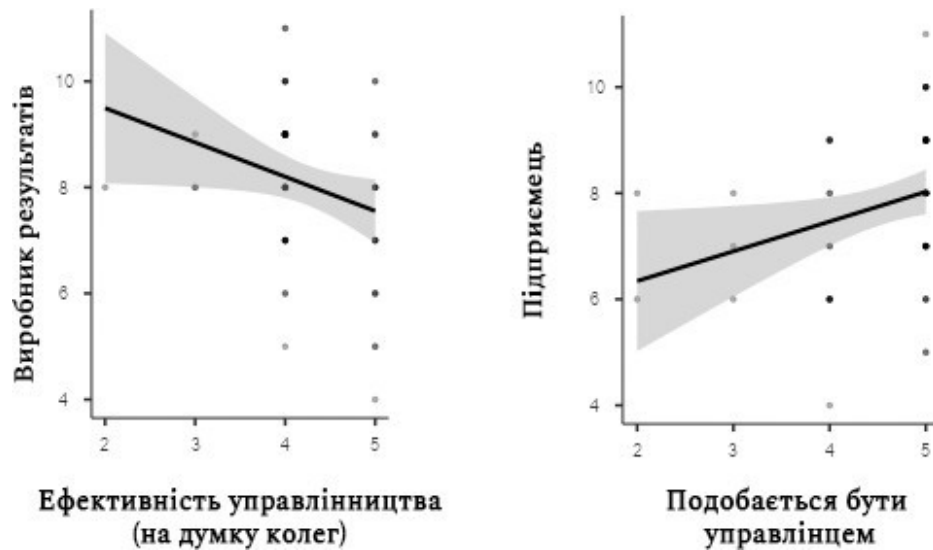 Виробник результатів
10
8
6
4
2
3
4
5
Ефективність управлінництва
(на думку колег)
Підприємець
10
8
6
4
2
3
4
5
Подобається бути
управлінцем